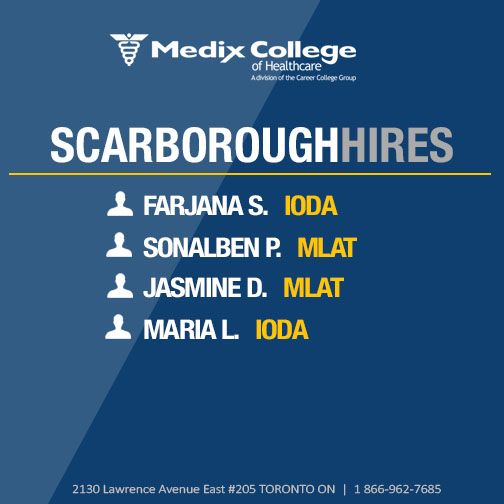 Medix College
of Healthcare
A division of the Career College Group
SCARBOROUGHHIRES
FARJANA S. IODA
SONALBEN P. MLAT
JASMINE D. MLAT
MARIA L. IODA
2130 Lawrence Avenue East #205 TORONTO ON | 1 866-962-7685